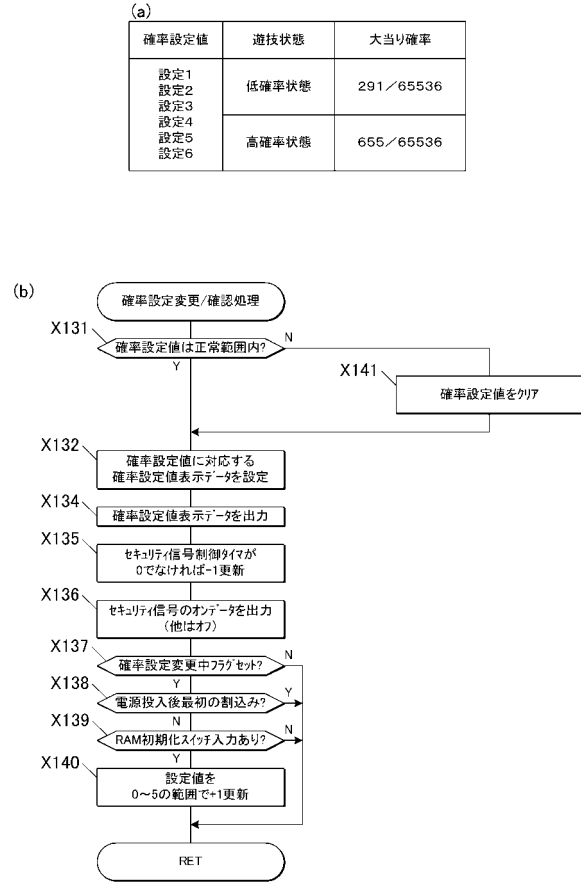 (a)
確率設定値 遊技状態 大当り確率
設定1
設定2
設定3
設定4
設定5
設定6
低確率状態 291／65536
高確率状態 655／65536
(b)
確率設定変更/確認処理
X131
確率設定値は正常範囲内?
N
Y
X141
確率設定値をクリア
X132
確率設定値に対応する
確率設定値表示データを設定
X134
確率設定値表示データを出力
X135
セキュリティ信号制御タイマが
0でなければ-1更新
X136
セキュリティ信号のオンデータを出力
(他はオフ)
X137
確率設定変更中フラグセット?
N
Y
X138
電源投入後最初の割込み?
Y
N
X139
RAM初期化スイッチ入力あり?
N
Y
X140
設定値を
0～5の範囲で+1更新
RET